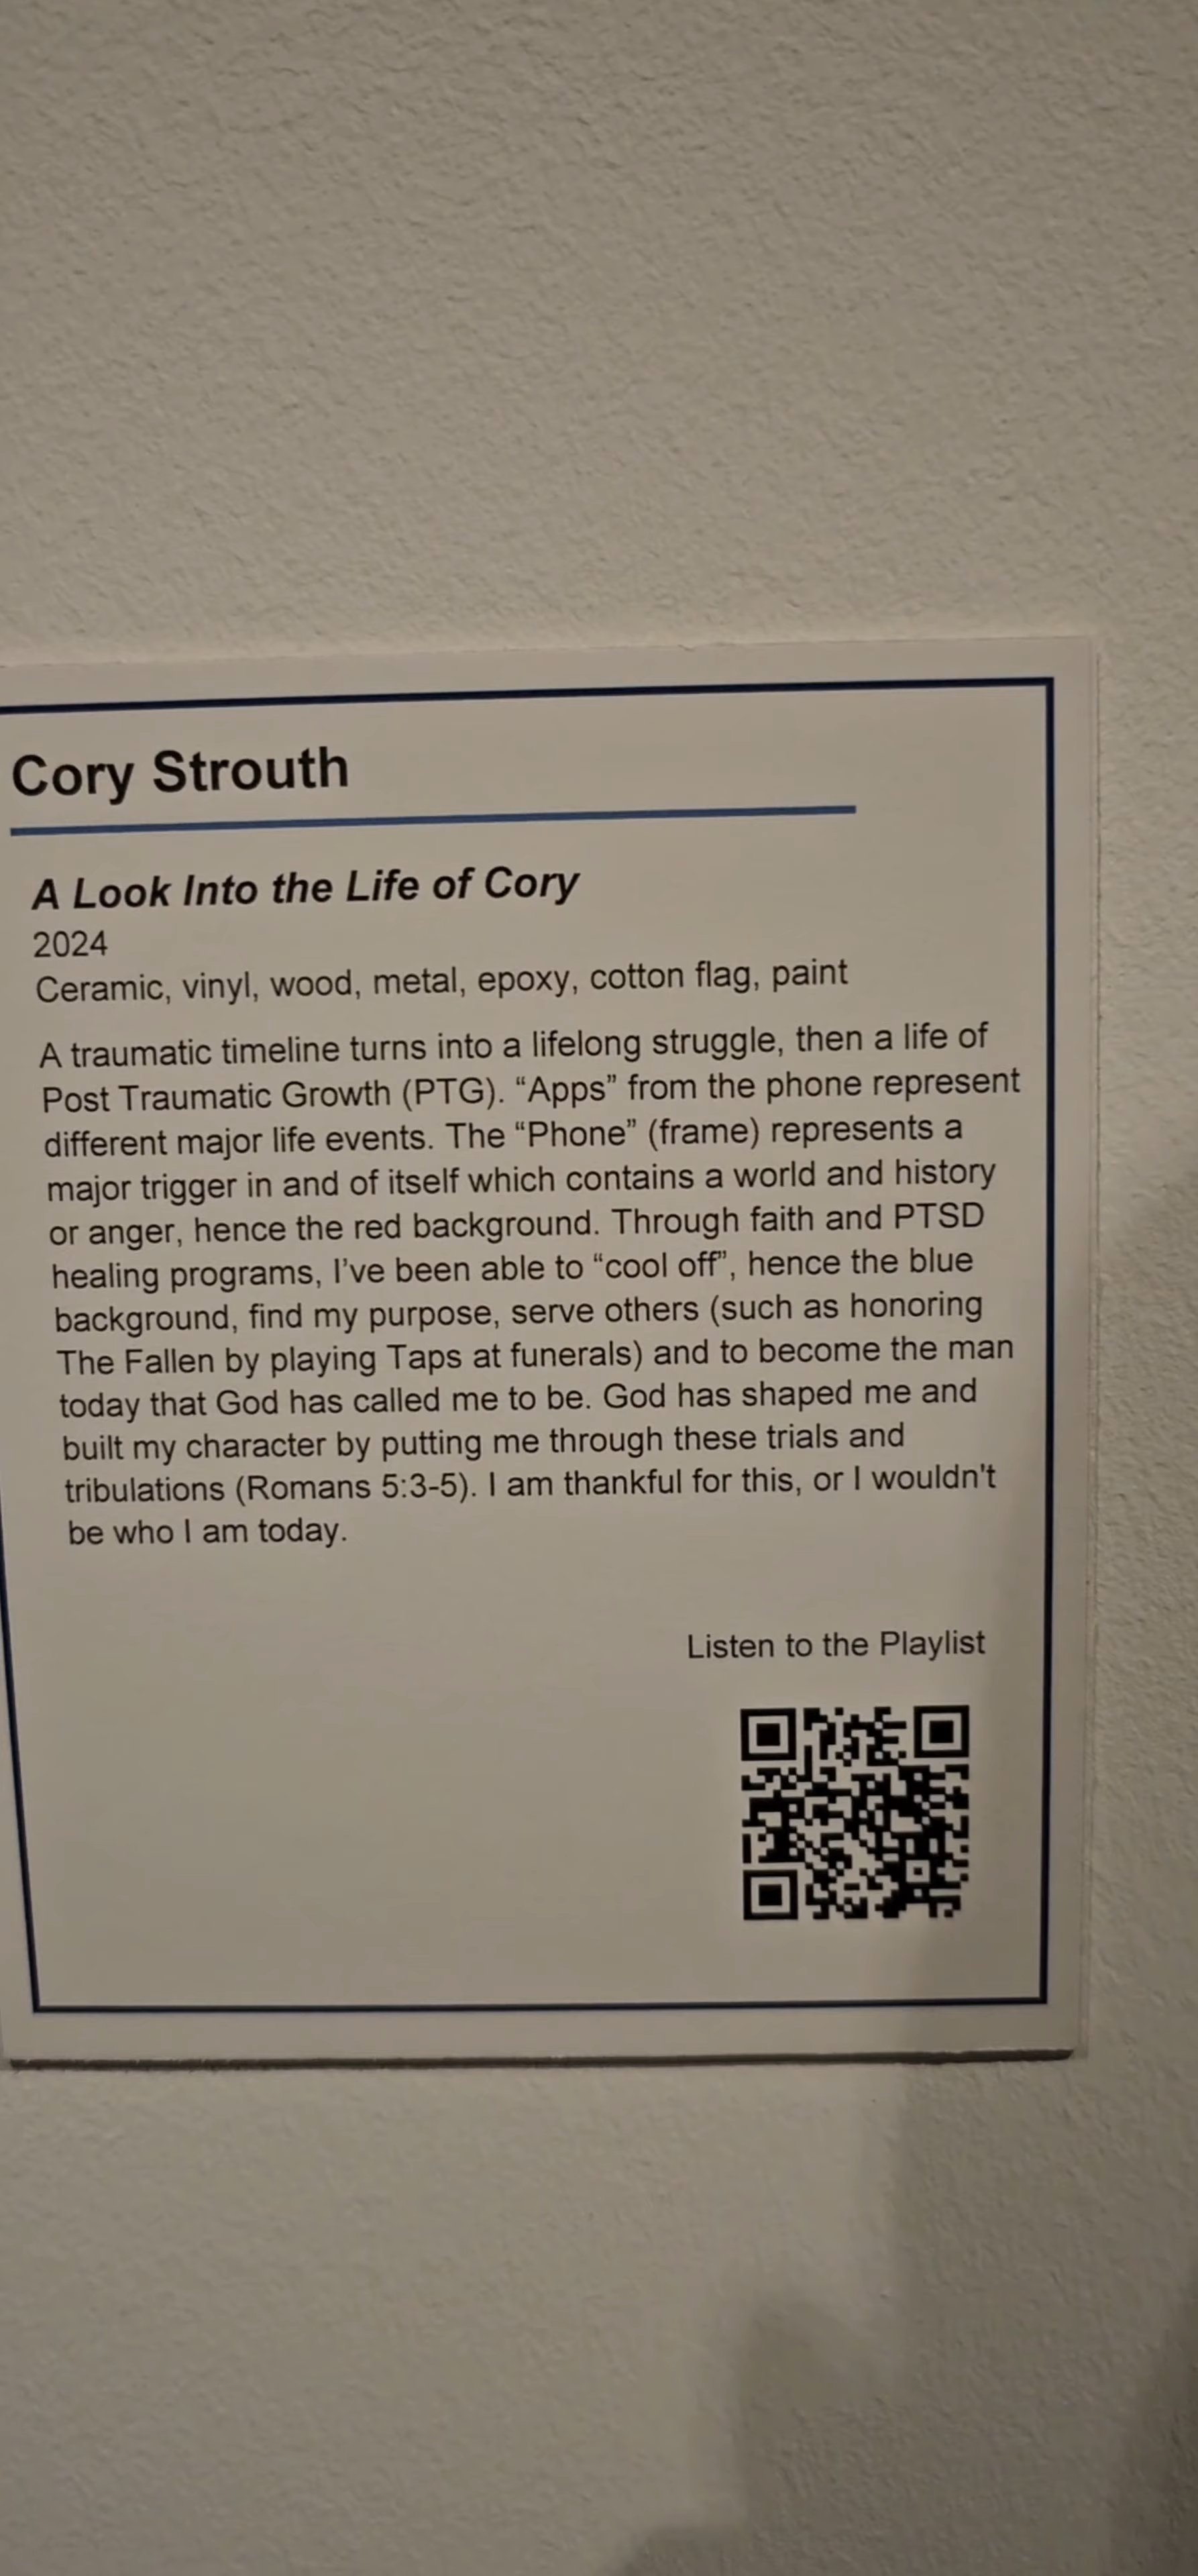 Cory Strouth
A Look Into the Life of Cory
2024
Ceramic, vinyl, wood, metal, epoxy, cotton flag, paint
A traumatic timeline turns into a lifelong struggle, then a life of
Post Traumatic Growth (PTG). “Apps” from the phone represent
different major life events. The “Phone” (frame) represents a
major trigger in and of itself which contains a world and history
or anger, hence the red background. Through faith and PTSD
healing programs, I’ve been able to “cool off”, hence the blue
background, find my purpose, serve others (such as honoring
The Fallen by playing Taps at funerals) and to become the man
today that God has called me to be. God has shaped me and
built my character by putting me through these trials and
tribulations (Romans 5:3-5). I am thankful for this, or I wouldn't
be who I am today.
Listen to the Playlist